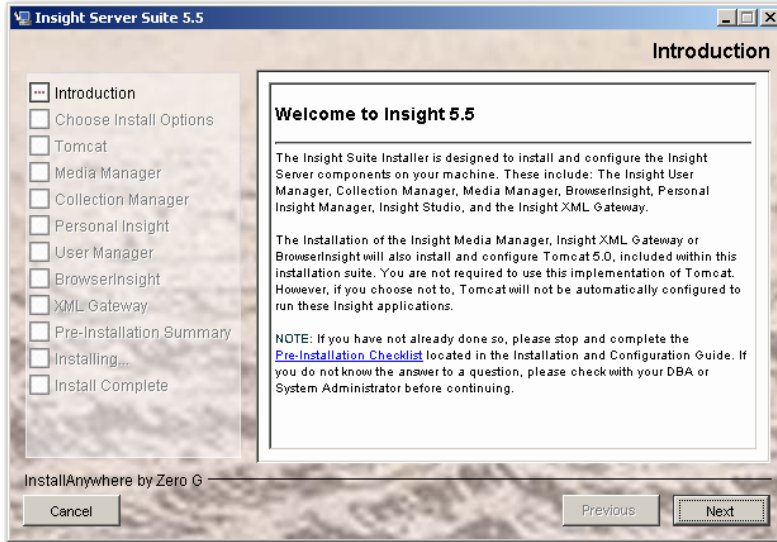 Insight Server Suite 5.5
Introduction
Introduction
Choose Install Options
Tomcat
Media Manager
Collection Manager
Personal Insight
User Manager
BrowserInsight
XML Gateway
Pre-Installation Summary
Installing...
Install Complete
Welcome to Insight 5.5
The Insight Suite Installer is designed to install and configure the Insight
Server components on your machine. These include: The Insight User
Manager, Collection Manager, Media Manager, BrowserInsight, Personal
Insight Manager, Insight Studio, and the Insight XML Gateway.
The Installation of the Insight Media Manager, Insight XML Gateway or
BrowserInsight will also install and configure Tomcat 5.0, included within this
installation suite. You are not required to use this implementation of Tomcat.
However, if you choose not to, Tomcat will not be automatically configured to
run these Insight applications.
NOTE: If you have not already done so, please stop and complete the
Pre-Installation Checklist located in the Installation and Configuration Guide. If
you do not know the answer to a question, please check with your DBA or
System Administrator before continuing.
InstallAnywhere by Zero G
Cancel
Previous
Next